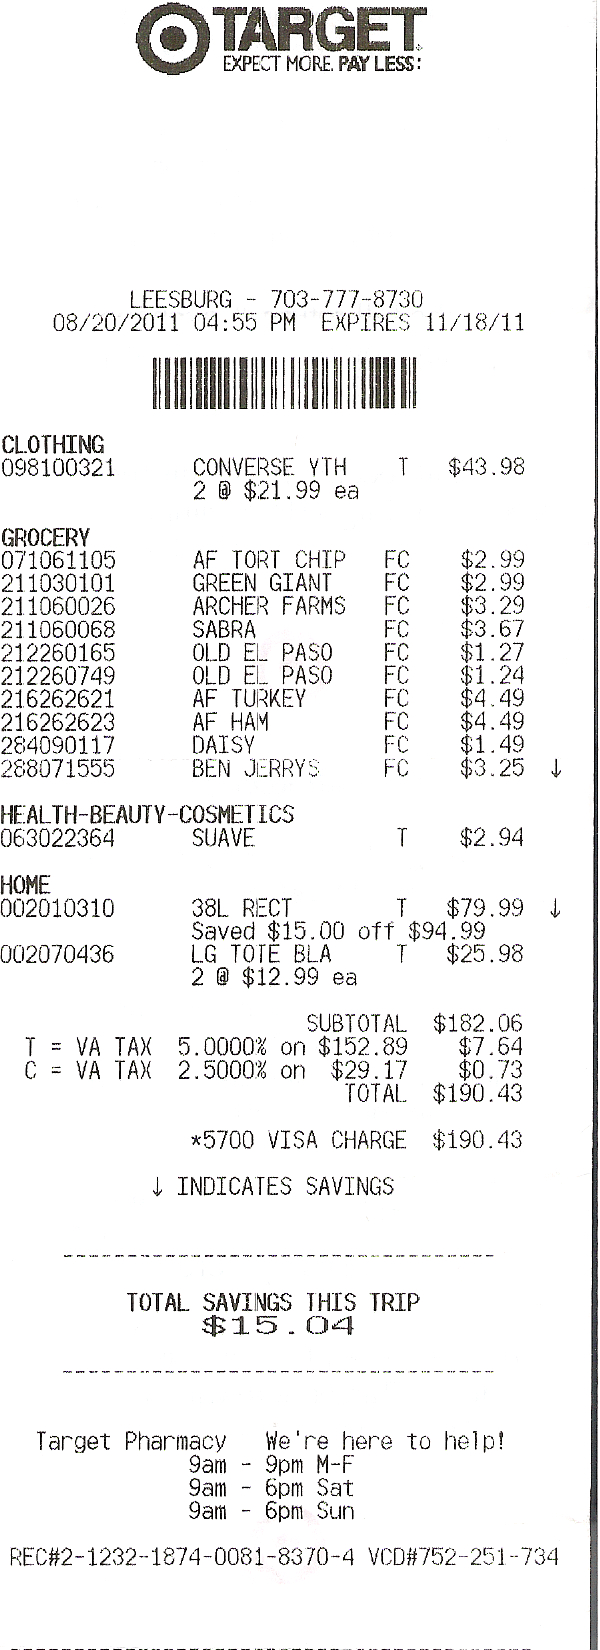 TARGET
EXPECT MORE. PAY LESS.
LEESBURG - 703-777-8730
08/20/2011 04:55 PM EXPIRES 11/18/11
CLOTHING
098100321 CONVERSE YTH T $43.98
2 @ $21.99 ea
GROCERY
071061105 AF TORT CHIP FC $2.99
211030101 GREEN GIANT FC $2.99
211060026 ARCHER FARMS FC $3.29
211060068 SABRA FC $3.67
212260165 OLD EL PASO FC $1.27
212260749 OLD EL PASO FC $1.24
216262621 AF TURKEY FC $4.49
216262623 AF HAM FC $4.49
284090117 DAISY FC $1.49
288071555 BEN JERRYS FC $3.25 ↓
HEALTH-BEAUTY-COSMETICS
063022364 SUAVE T $2.94
HOME
002010310 38L RECT T $79.99 ↓
Saved $15.00 off $94.99
002070436 LG TOTE BLA T $25.98
2 @ $12.99 ea
SUBTOTAL $182.06
T = VA TAX 5.0000% on $152.89 $7.64
C = VA TAX 2.5000% on $29.17 $0.73
TOTAL $190.43
*5700 VISA CHARGE $190.43
↓ INDICATES SAVINGS
TOTAL SAVINGS THIS TRIP
$15.04
Target Pharmacy We're here to help!
9am - 9pm M-F
9am - 6pm Sat
9am - 6pm Sun
REC#2-1232-1874-0081-8370-4 VCD#752-251-734